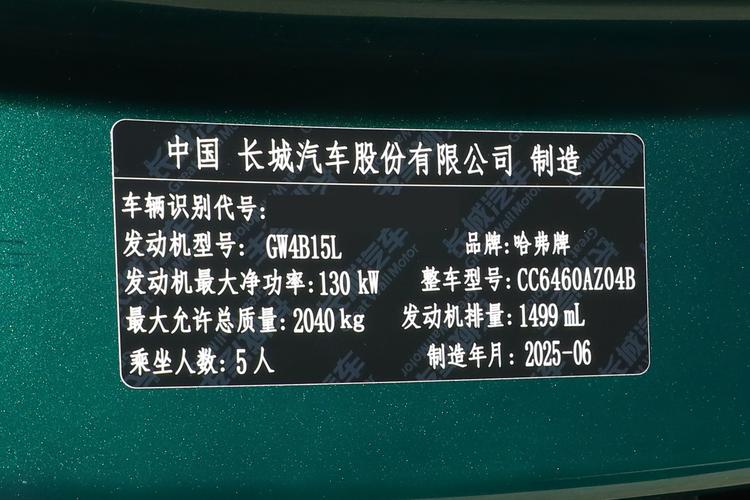 中国 长城汽车股份有限公司 制造
车辆识别代号:
发动机型号: GW4B15L 品牌:哈弗牌
发动机最大净功率:130 kW 整车型号:CC6460AZ04B
最大允许总质量:2040kg 发动机排量:1499 mL
乘坐人数:5人 制造年月:2025-06